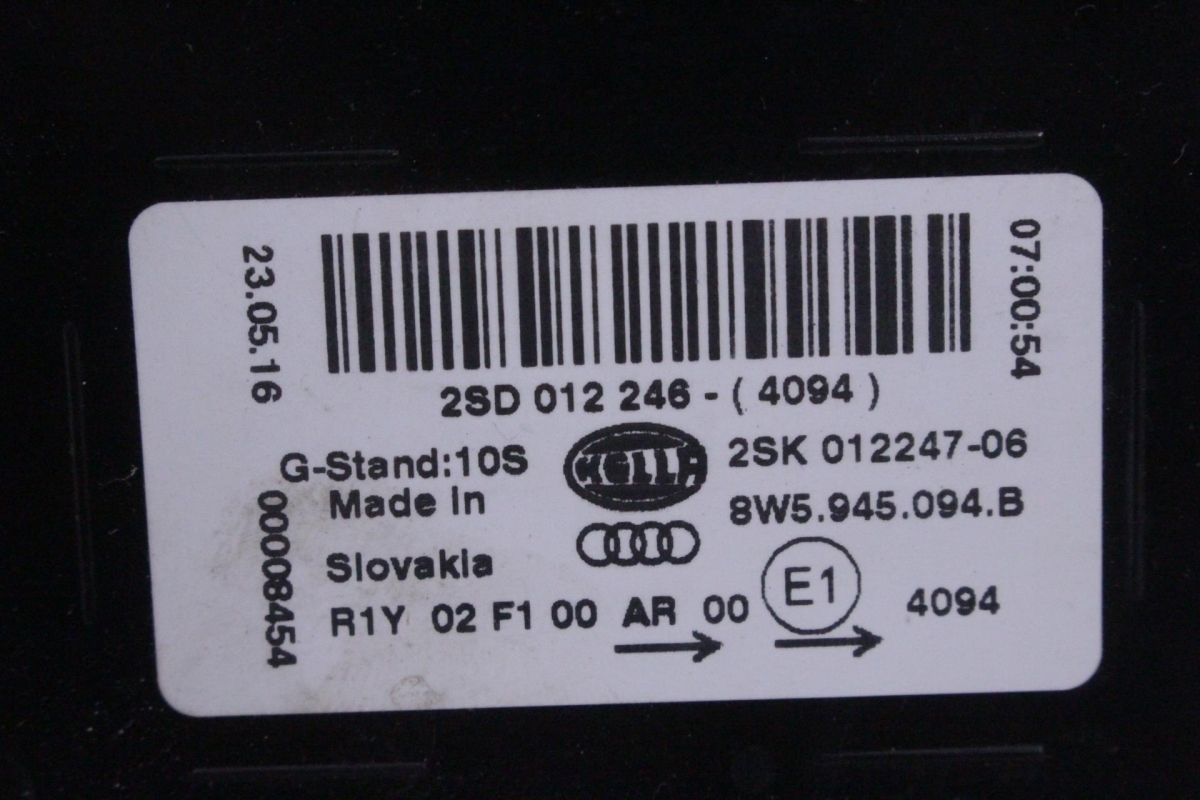 23.05.16
07:00:54
2SD 012 246 - ( 4094 )
G-Stand:10S
HELLA
2SK 012247-06
Made in
8W5.945.094.B
Slovakia
E1
R1Y 02 F1 00 AR 00
4094
00008454